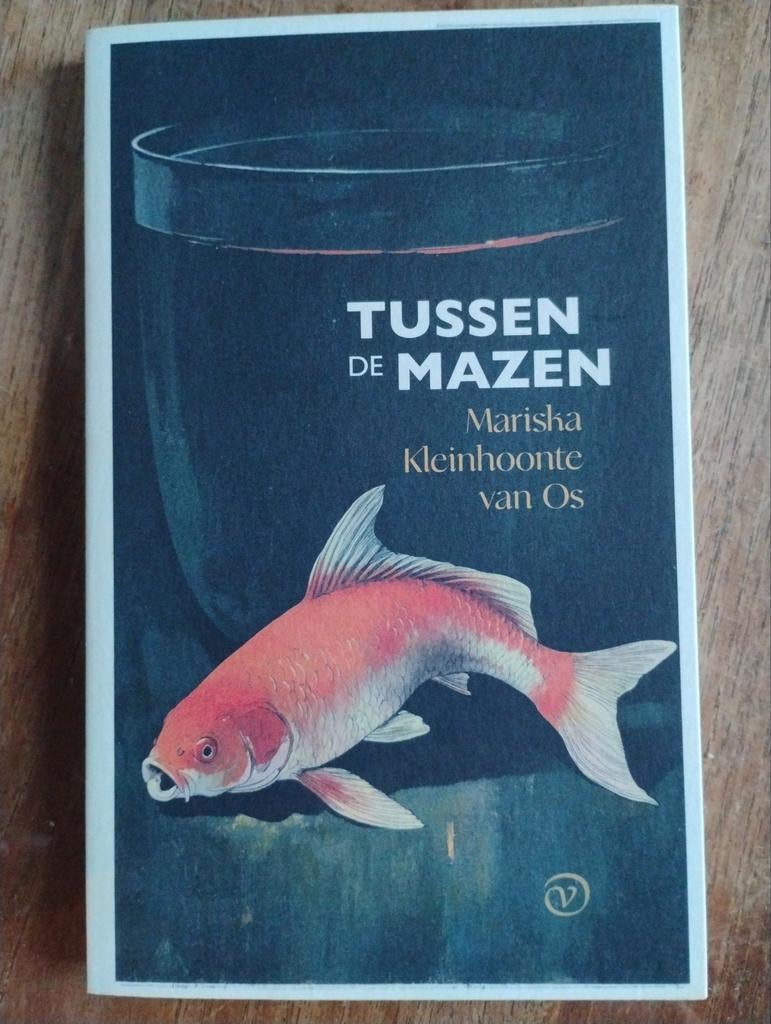 TUSSEN
DE MAZEN
Mariska
Kleinhoonte
van Os
V